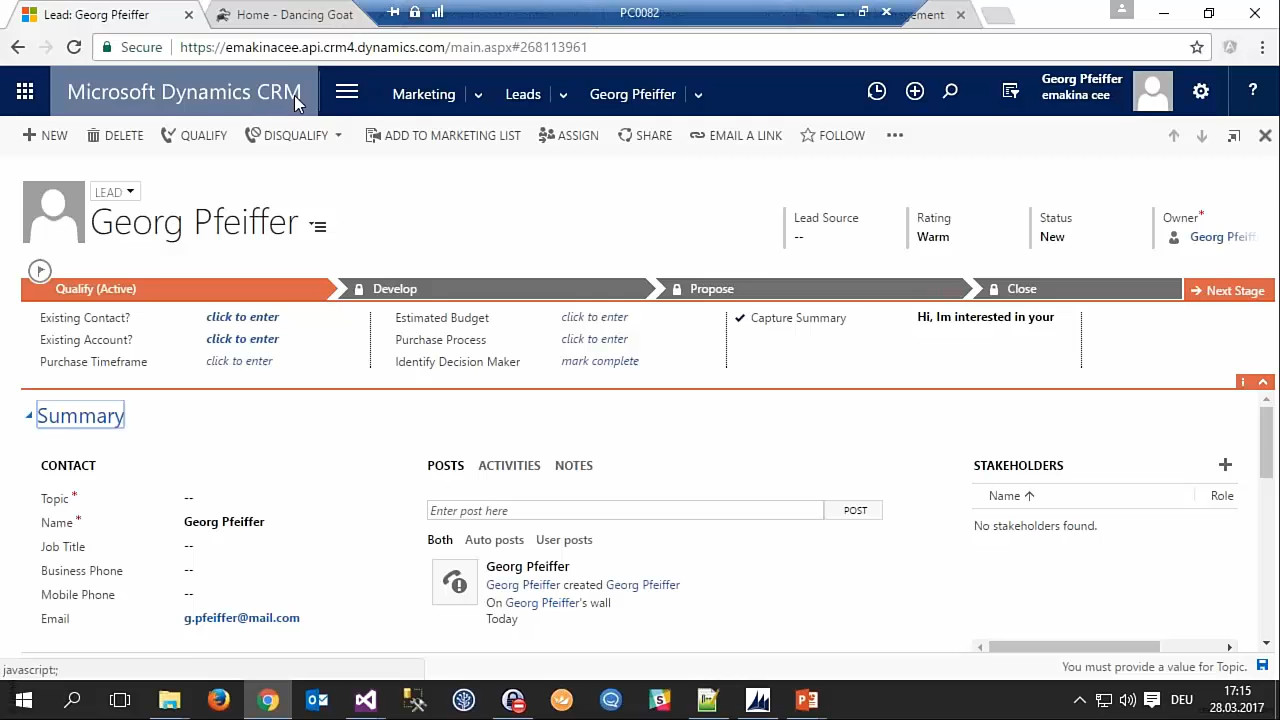 Lead: Georg Pfeiffer
Home - Dancing Goat
PC0082
Secure
https://emakinacee.api.crm4.dynamics.com/main.aspx#268113961
Microsoft Dynamics CRM
Marketing
Leads
Georg Pfeiffer
Georg Pfeiffer
emakina cee
?
NEW
DELETE
QUALIFY
DISQUALIFY
ADD TO MARKETING LIST
ASSIGN
SHARE
EMAIL A LINK
FOLLOW
LEAD
Georg Pfeiffer
Lead Source
--
Rating
Warm
Status
New
Owner*
Georg Pfeiff
Qualify (Active)
Develop
Propose
Close
Next Stage
Existing Contact? click to enter
Existing Account? click to enter
Purchase Timeframe click to enter
Estimated Budget click to enter
Purchase Process click to enter
Identify Decision Maker mark complete
Capture Summary Hi, Im interested in your
Summary
CONTACT
Topic * --
Name * Georg Pfeiffer
Job Title --
Business Phone --
Mobile Phone --
Email g.pfeiffer@mail.com
POSTS ACTIVITIES NOTES
Enter post here
POST
Both Auto posts User posts
Georg Pfeiffer
Georg Pfeiffer created Georg Pfeiffer
On Georg Pfeiffer's wall
Today
STAKEHOLDERS
Name Role
No stakeholders found.
javascript:;
You must provide a value for Topic.
DEU
17:15
28.03.2017